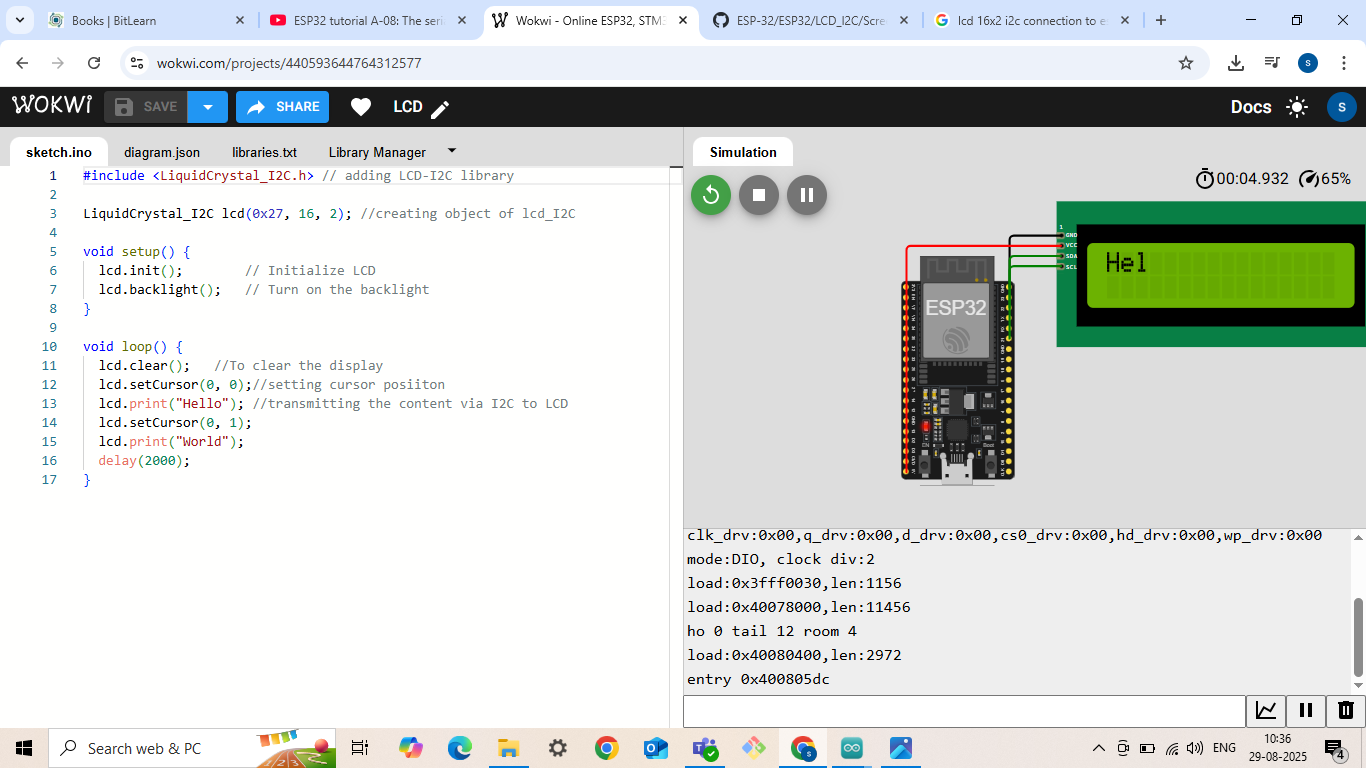 Books | BitLearn
ESP32 tutorial A-08: The seri
Wokwi - Online ESP32, STM3
ESP-32/ESP32/LCD_I2C/Scre
lcd 16x2 i2c connection to e
wokwi.com/projects/440593644764312577
S
WOKWI
SAVE
SHARE
LCD
Docs
S
sketch.ino
diagram.json
libraries.txt
Library Manager
Simulation
1 #include <LiquidCrystal_I2C.h> // adding LCD-I2C library
2
3 LiquidCrystal_I2C lcd(0x27, 16, 2); //creating object of lcd_I2C
4
5 void setup() {
6 lcd.init(); // Initialize LCD
7 lcd.backlight(); // Turn on the backlight
8 }
9
10 void loop() {
11 lcd.clear(); //To clear the display
12 lcd.setCursor(0, 0);//setting cursor posiiton
13 lcd.print("Hello"); //transmitting the content via I2C to LCD
14 lcd.setCursor(0, 1);
15 lcd.print("World");
16 delay(2000);
17 }
00:04.932
65%
1
GND
VCC
SDA
SCL
Hel
ESP32
EN
Boot
clk_drv:0x00,q_drv:0x00,d_drv:0x00,cs0_drv:0x00,hd_drv:0x00,wp_drv:0x00
mode:DIO, clock div:2
load:0x3fff0030,len:1156
load:0x40078000,len:11456
ho 0 tail 12 room 4
load:0x40080400,len:2972
entry 0x400805dc
Search web & PC
ENG
10:36
29-08-2025
4